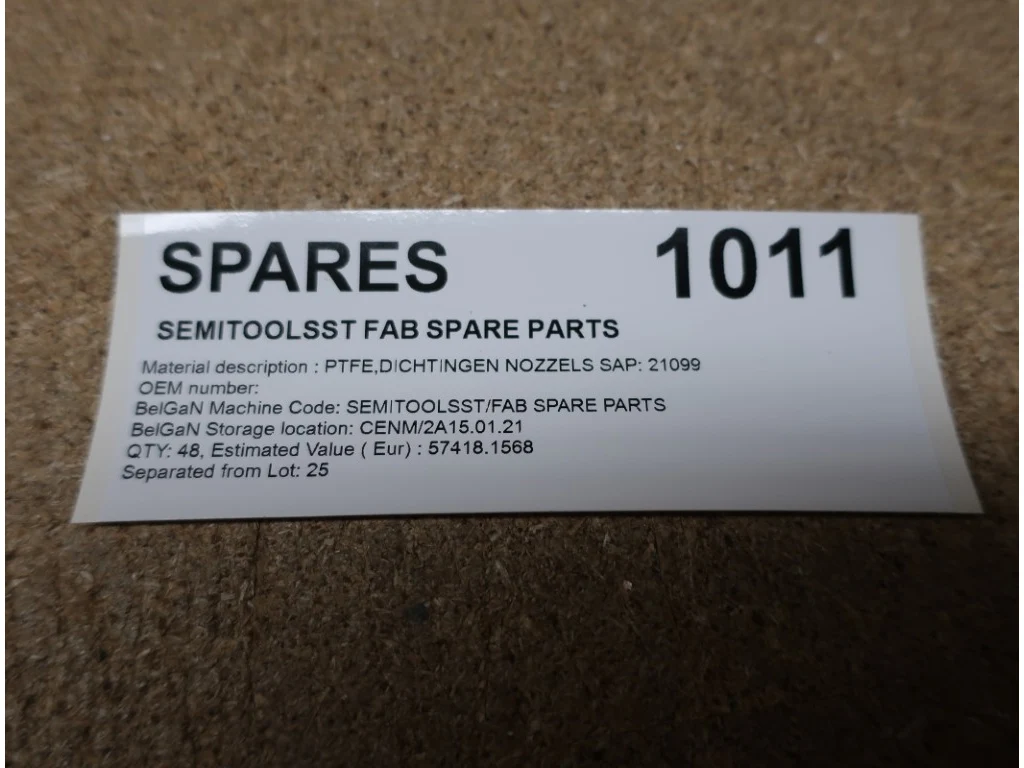 SPARES 1011
SEMITOOLSST FAB SPARE PARTS
Material description : PTFE,DICHTINGEN NOZZELS SAP: 21099
OEM number:
BelGaN Machine Code: SEMITOOLSST/FAB SPARE PARTS
BelGaN Storage location: CENM/2A15.01.21
QTY: 48, Estimated Value ( Eur) : 57418.1568
Separated from Lot: 25